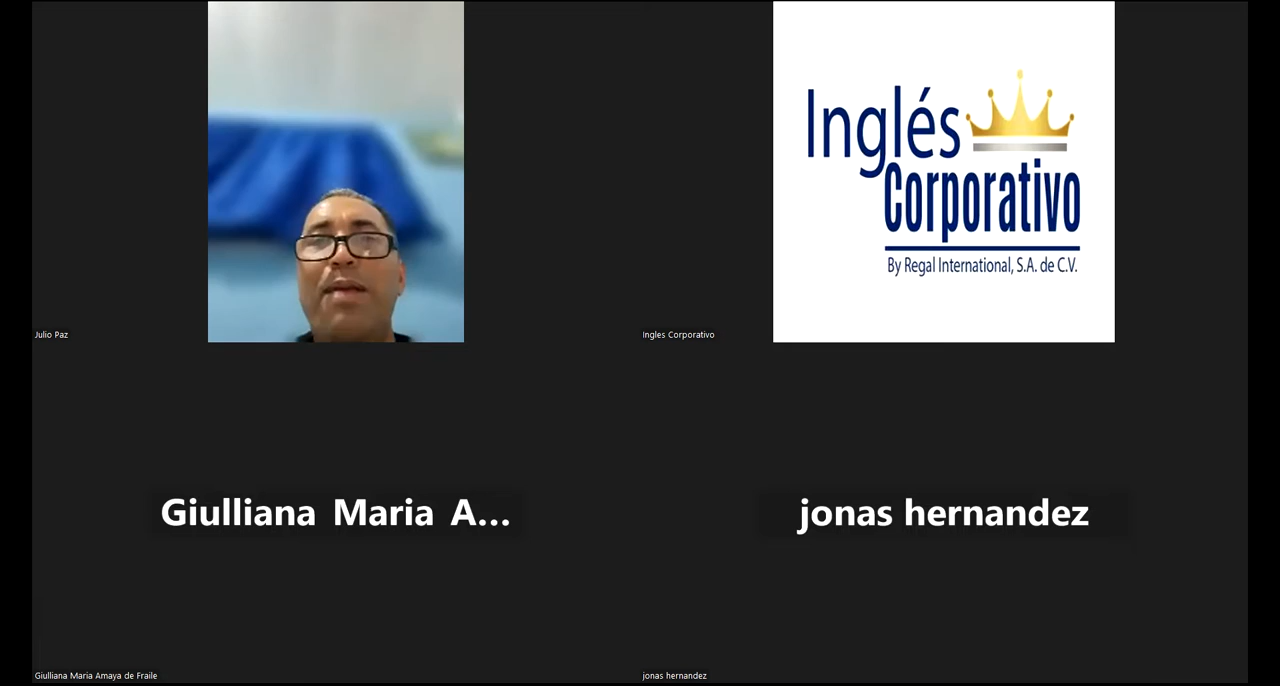 Julio Paz
Inglés
Corporativo
By Regal International, S.A. de C.V.
Ingles Corporativo
Giulliana Maria A...
jonas hernandez
Giulliana Maria Amaya de Fraile
jonas hernandez